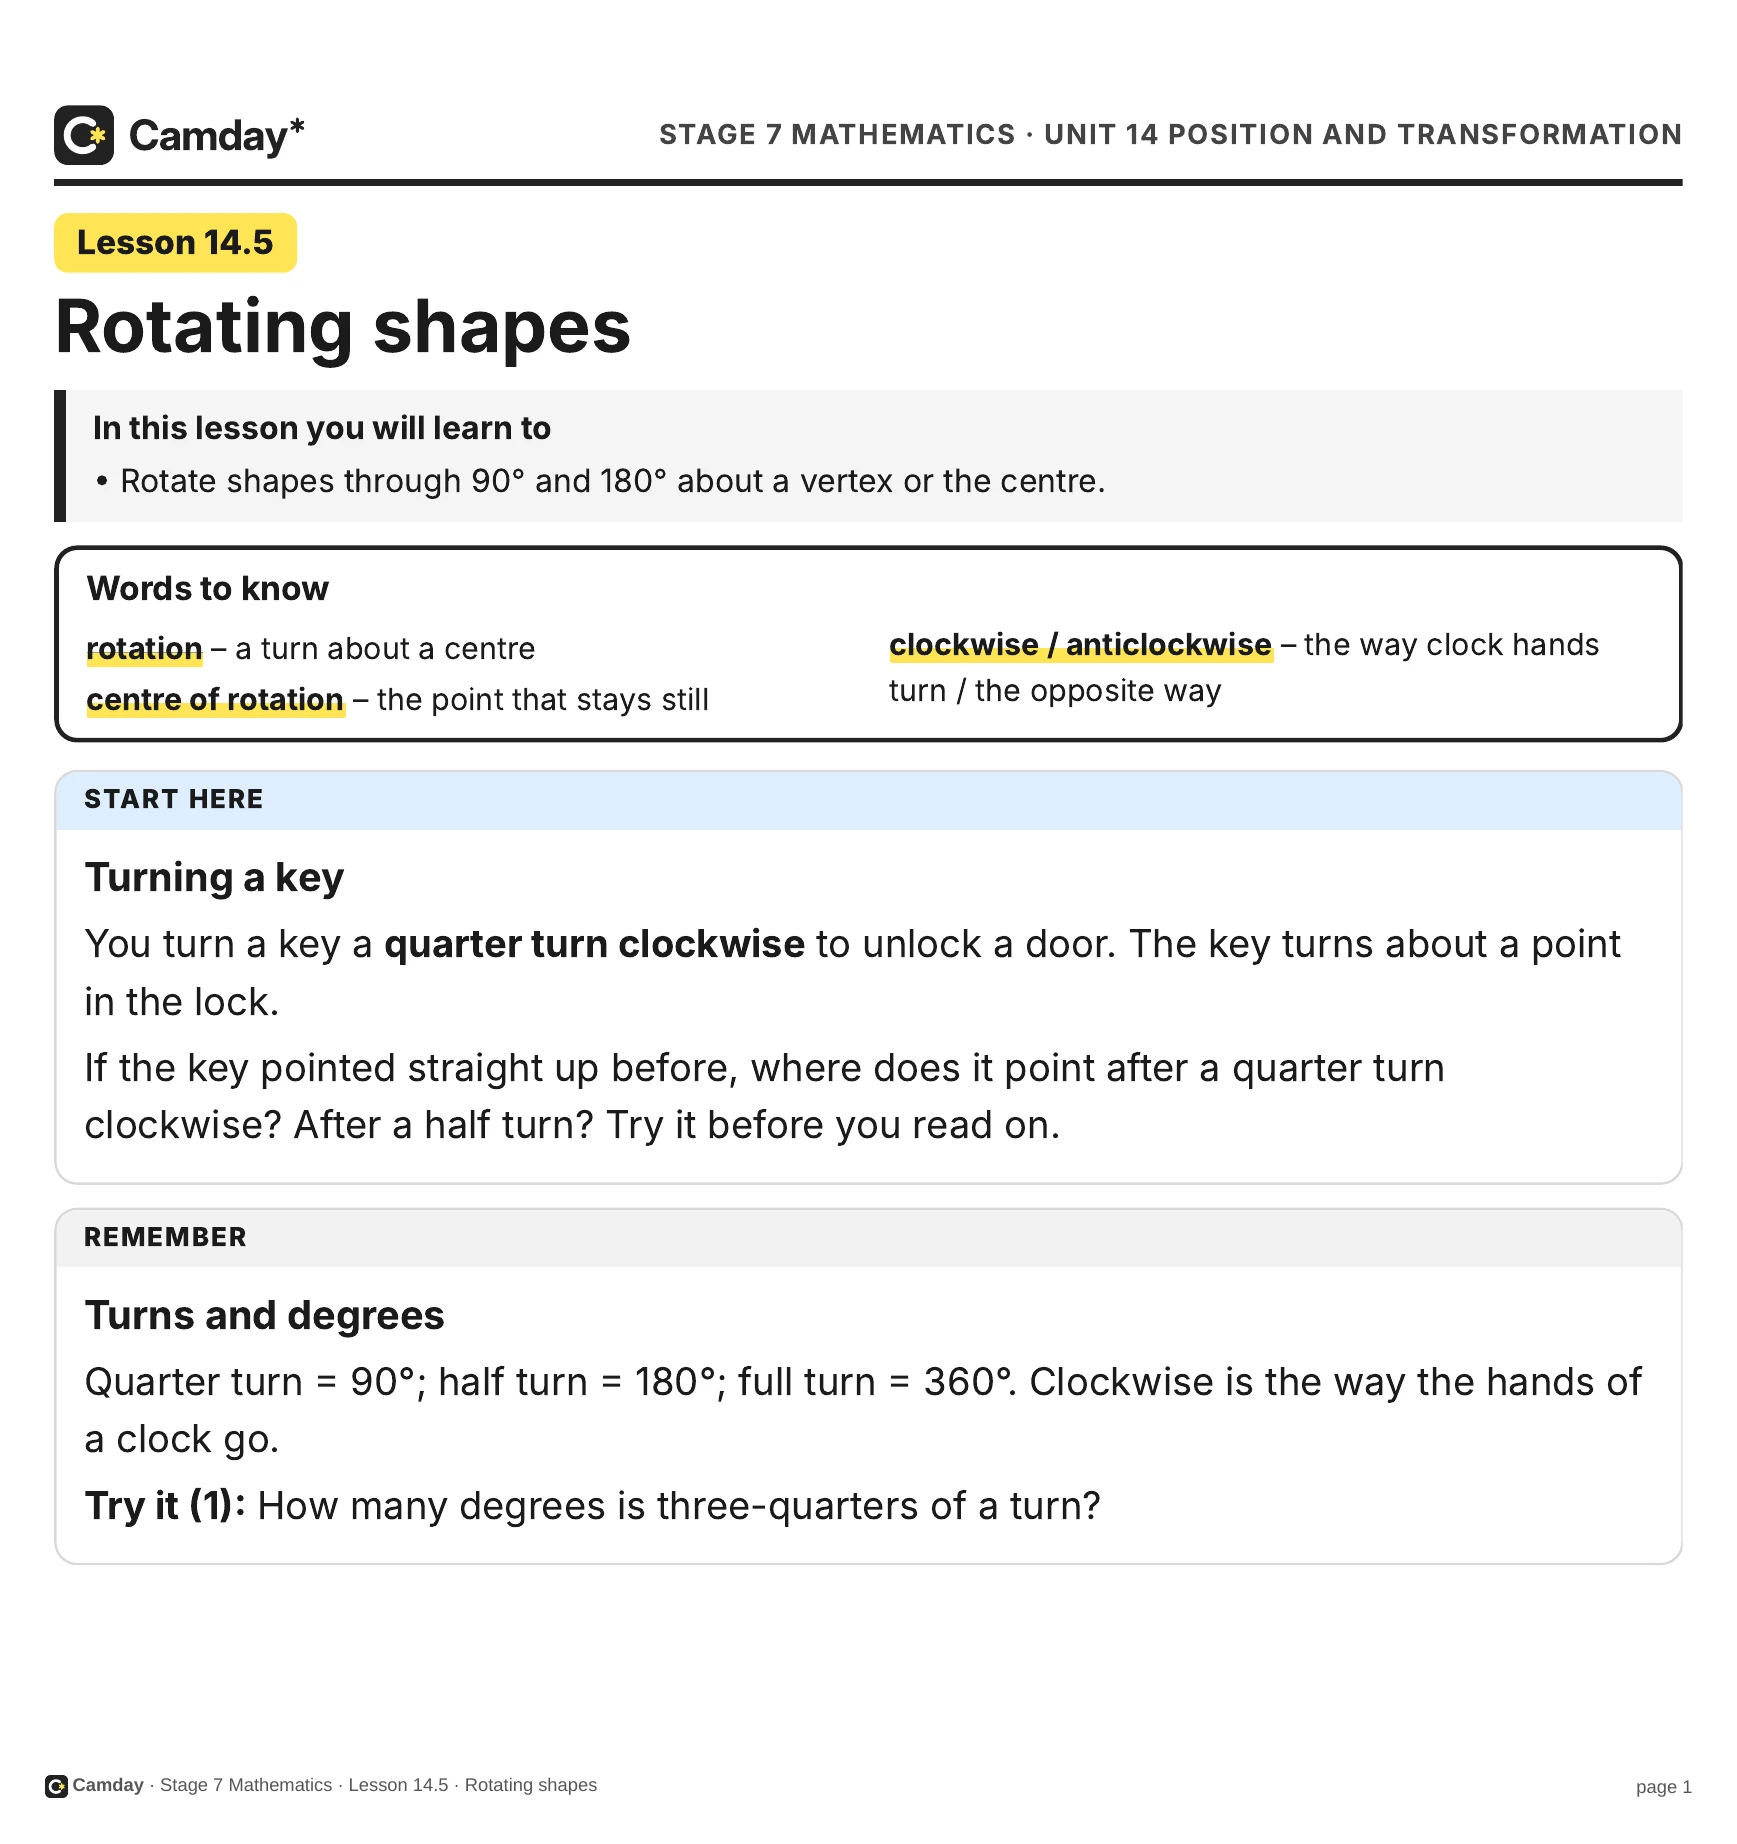 Camday*
STAGE 7 MATHEMATICS · UNIT 14 POSITION AND TRANSFORMATION
Lesson 14.5
Rotating shapes
In this lesson you will learn to
• Rotate shapes through 90° and 180° about a vertex or the centre.
Words to know
rotation – a turn about a centre
centre of rotation – the point that stays still
clockwise / anticlockwise – the way clock hands
turn / the opposite way
START HERE
Turning a key
You turn a key a quarter turn clockwise to unlock a door. The key turns about a point
in the lock.
If the key pointed straight up before, where does it point after a quarter turn
clockwise? After a half turn? Try it before you read on.
REMEMBER
Turns and degrees
Quarter turn = 90°; half turn = 180°; full turn = 360°. Clockwise is the way the hands of
a clock go.
Try it (1): How many degrees is three-quarters of a turn?
Camday · Stage 7 Mathematics · Lesson 14.5 · Rotating shapes
page 1